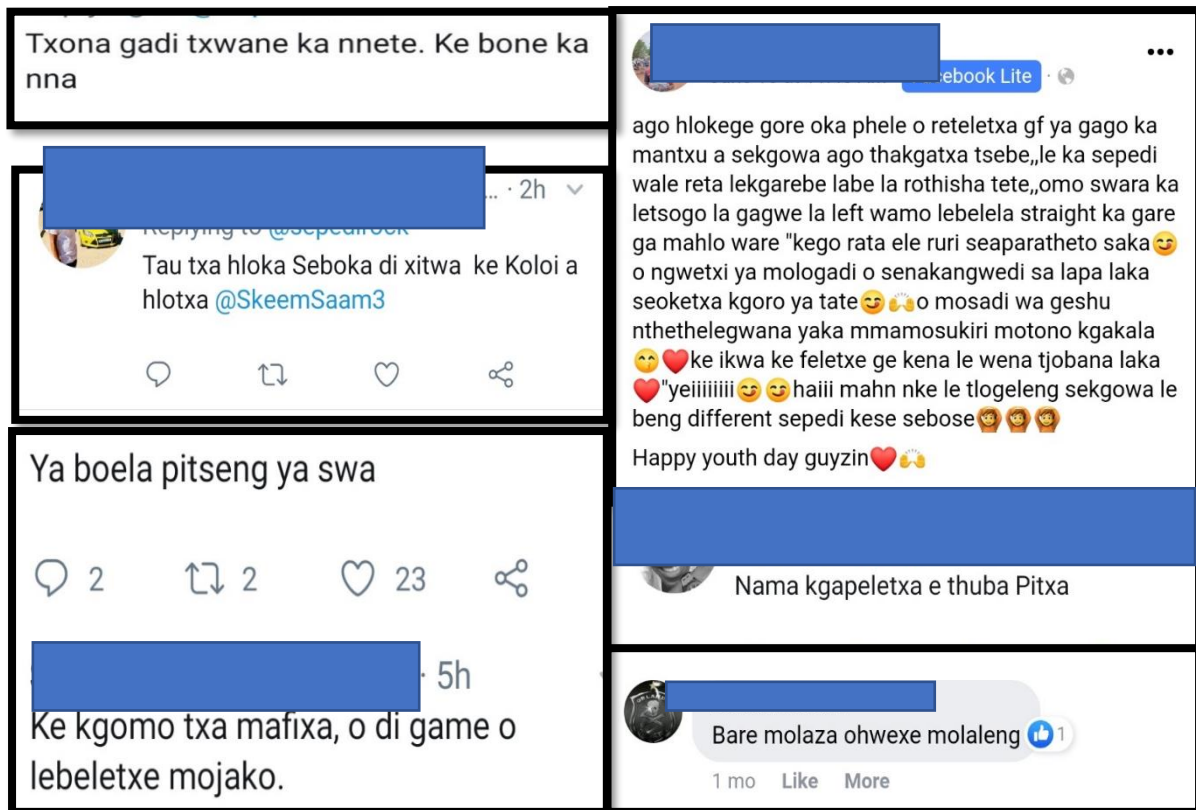 Txona gadi txwane ka nnete. Ke bone ka
nna
... · 2h
Replying to @sepedirock
Tau txa hloka Seboka di xitwa ke Koloi a
hlotxa @SkeemSaam3
Ya boela pitseng ya swa
2 2 23
· 5h
Ke kgomo txa mafixa, o di game o
lebeletxe mojako.
ebook Lite ·
ago hlokege gore oka phele o reteletxa gf ya gago ka
mantxu a sekgowa ago thakgatxa tsebe,,le ka sepedi
wale reta lekgarebe labe la rothisha tete,,omo swara ka
letsogo la gagwe la left wamo lebelela straight ka gare
ga mahlo ware "kego rata ele ruri seaparatheto saka😋
o ngwetxi ya mologadi o senakangwedi sa lapa laka
seoketxa kgoro ya tate😋🙌o mosadi wa geshu
nthethelegwana yaka mmamosukiri motono kgakala
😙❤️ke ikwa ke feletxe ge kena le wena tjobana laka
❤️"yeiiiiiiii😋😋haiii mahn nke le tlogeleng sekgowa le
beng different sepedi kese sebose🙆🙆🙆
Happy youth day guyzin❤️🙌
Nama kgapeletxa e thuba Pitxa
Bare molaza ohwexe molaleng 👍 1
1 mo Like More